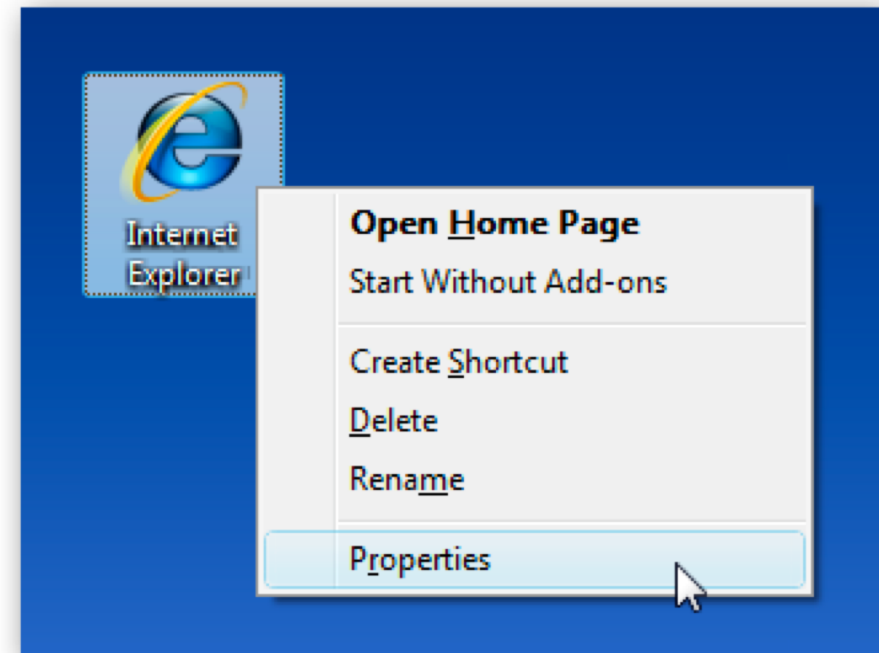 Internet
Explorer
Open Home Page
Start Without Add-ons
Create Shortcut
Delete
Rename
Properties